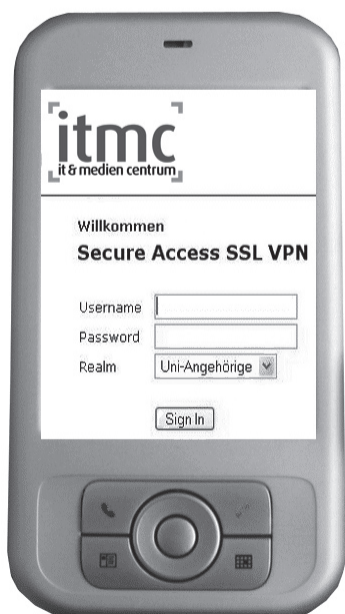 itmc
it & medien centrum
Willkommen
Secure Access SSL VPN
Username
Password
Realm Uni-Angehörige
Sign In